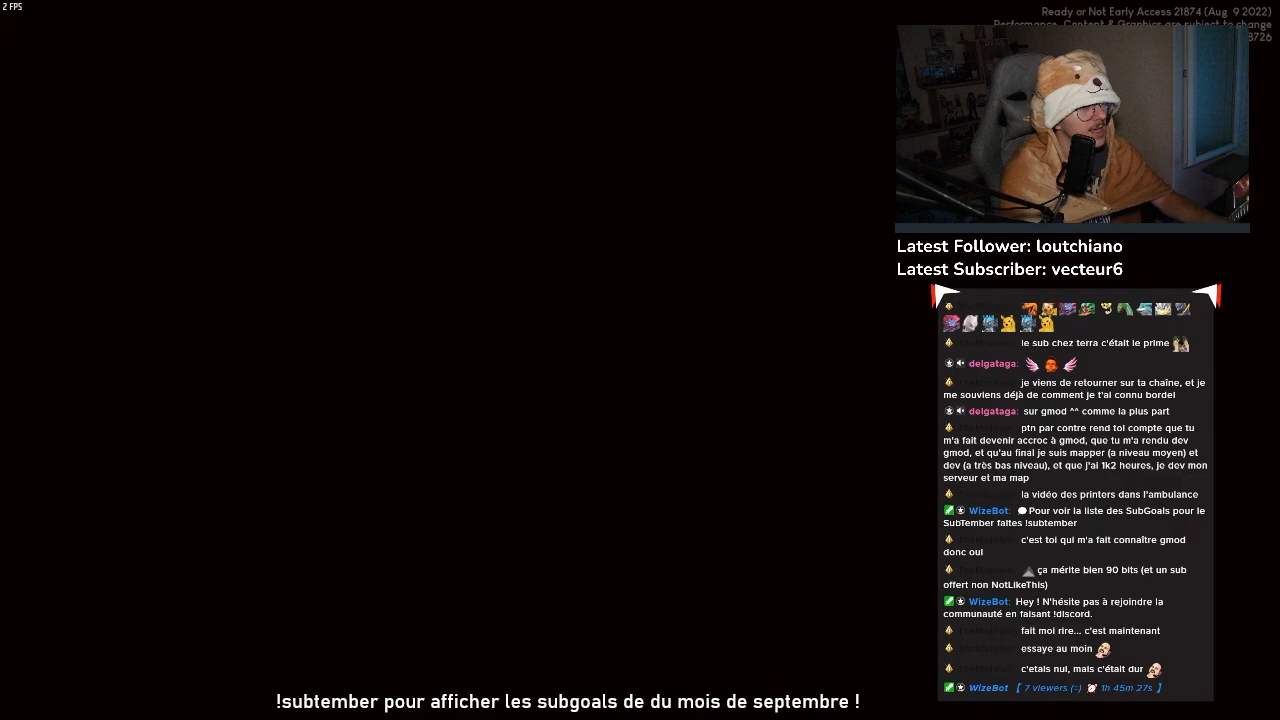 2 FPS
Ready or Not Early Access 21874 (Aug 9 2022)
Performance, Content & Graphics are subject to change
8726
Latest Follower: loutchiano
Latest Subscriber: vecteur6
le sub chez terra c'était le prime
delgataga:
je viens de retourner sur ta chaîne, et je
me souviens déjà de comment je t'ai connu bordel
delgataga: sur gmod ^^ comme la plus part
ptn par contre rend toi compte que tu
m'a fait devenir accroc à gmod, que tu m'a rendu dev
gmod, et qu'au final je suis mapper (a niveau moyen) et
dev (a très bas niveau), et que j'ai 1k2 heures, je dev mon
serveur et ma map
la vidéo des printers dans l'ambulance
WizeBot: Pour voir la liste des SubGoals pour le
SubTember faites !subtember
c'est toi qui m'a fait connaître gmod
donc oui
ça mérite bien 90 bits (et un sub
offert non NotLikeThis)
WizeBot: Hey ! N'hésite pas à rejoindre la
communauté en faisant !discord.
fait moi rire... c'est maintenant
essaye au moin
c'etais nul, mais c'était dur
WizeBot [ 7 viewers (=) 1h 45m 27s ]
!subtember pour afficher les subgoals de du mois de septembre !